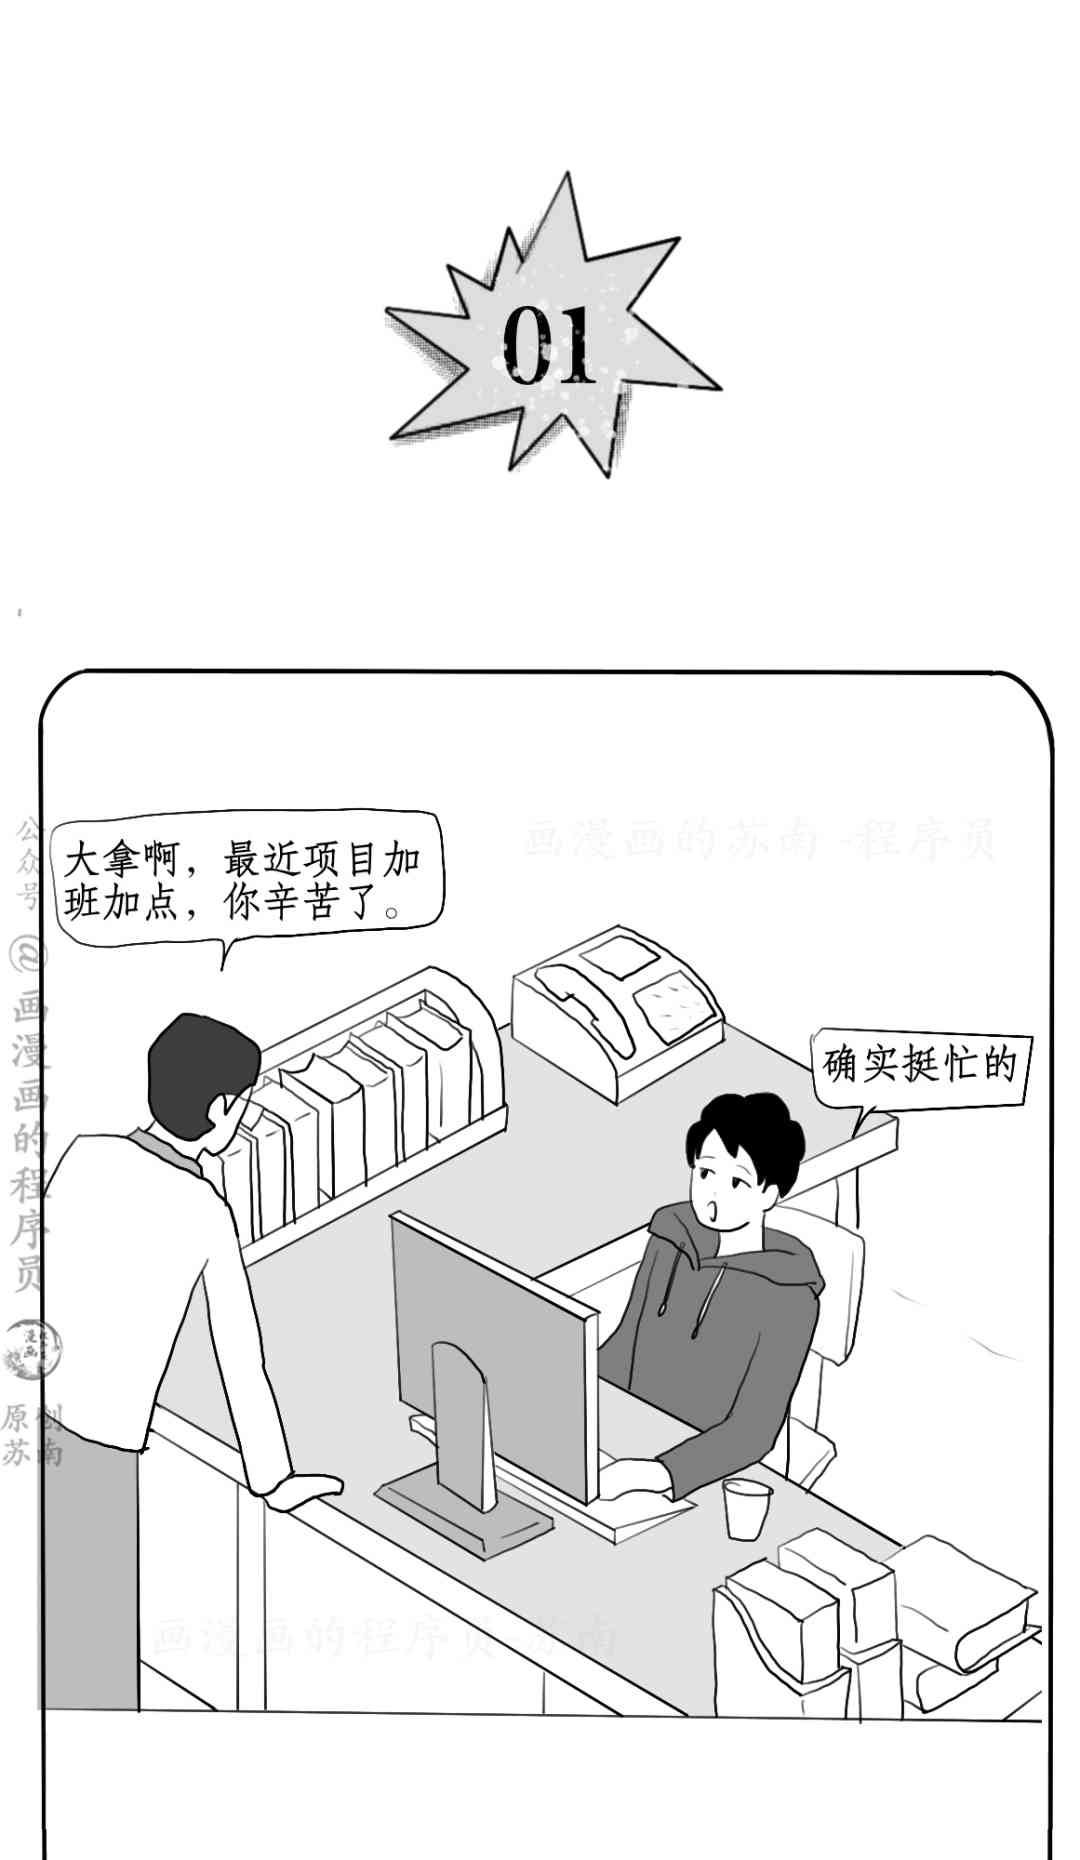 01
大拿啊，最近项目加
班加点，你辛苦了。
确实挺忙的
画漫画的苏南-程序员
公众号
@画漫画的程序员
原创
苏南
画漫画的程序员-苏南